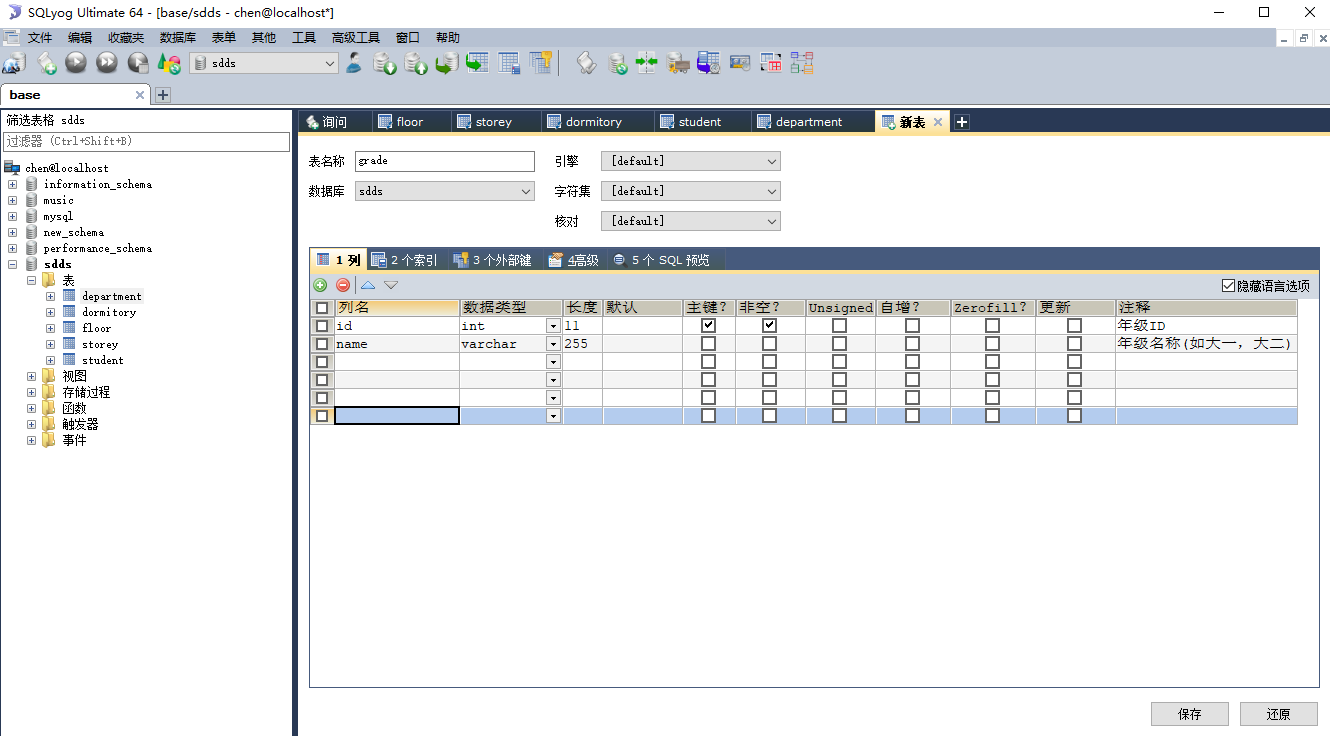 SQLyog Ultimate 64 - [base/sdds - chen@localhost*]
文件 编辑 收藏夹 数据库 表单 其他 工具 高级工具 窗口 帮助
sdds
base
筛选表格 sdds
过滤器 (Ctrl+Shift+B)
chen@localhost
information_schema
music
mysql
new_schema
performance_schema
sdds
表
department
dormitory
floor
storey
student
视图
存储过程
函数
触发器
事件
询问 floor storey dormitory student department 新表
表名称 grade 引擎 [default]
数据库 sdds 字符集 [default]
核对 [default]
1 列 2 个索引 3 个外部键 4高级 5 个 SQL 预览
隐藏语言选项
列名 数据类型 长度 默认 主键? 非空? Unsigned 自增? Zerofill? 更新 注释
id int 11 年级ID
name varchar 255 年级名称(如大一，大二)
保存 还原